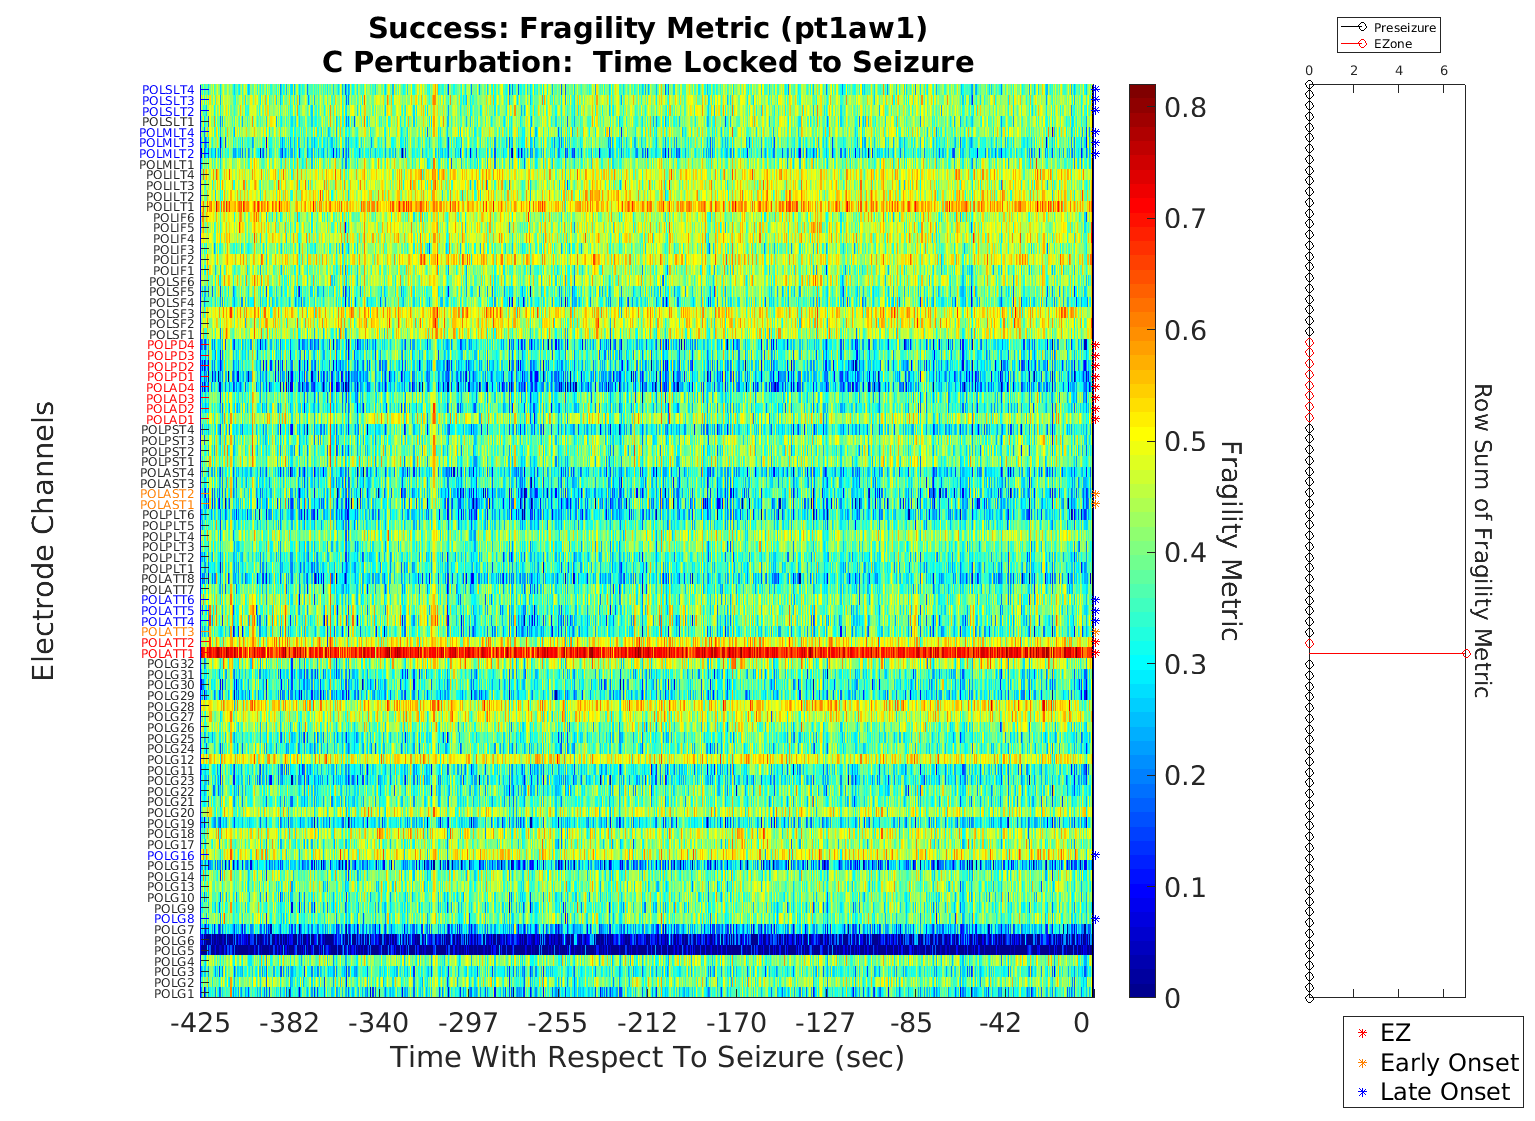 Success: Fragility Metric (pt1aw1)
C Perturbation:  Time Locked to Seizure
Preseizure
EZone
0 2 4 6
POLSLT4
POLSLT3
POLSLT2
POLSLT1
POLMLT4
POLMLT3
POLMLT2
POLMLT1
POLILT4
POLILT3
POLILT2
POLILT1
POLIF6
POLIF5
POLIF4
POLIF3
POLIF2
POLIF1
POLSF6
POLSF5
POLSF4
POLSF3
POLSF2
POLSF1
POLPD4
POLPD3
POLPD2
POLPD1
POLAD4
POLAD3
POLAD2
POLAD1
POLPST4
POLPST3
POLPST2
POLPST1
POLAST4
POLAST3
POLAST2
POLAST1
POLPLT6
POLPLT5
POLPLT4
POLPLT3
POLPLT2
POLPLT1
POLATT8
POLATT7
POLATT6
POLATT5
POLATT4
POLATT3
POLATT2
POLATT1
POLG32
POLG31
POLG30
POLG29
POLG28
POLG27
POLG26
POLG25
POLG24
POLG12
POLG11
POLG23
POLG22
POLG21
POLG20
POLG19
POLG18
POLG17
POLG16
POLG15
POLG14
POLG13
POLG10
POLG9
POLG8
POLG7
POLG6
POLG5
POLG4
POLG3
POLG2
POLG1
Electrode Channels
-425 -382 -340 -297 -255 -212 -170 -127 -85 -42 0
Time With Respect To Seizure (sec)
0.8
0.7
0.6
0.5
0.4
0.3
0.2
0.1
0
Fragility Metric
Row Sum of Fragility Metric
EZ
Early Onset
Late Onset